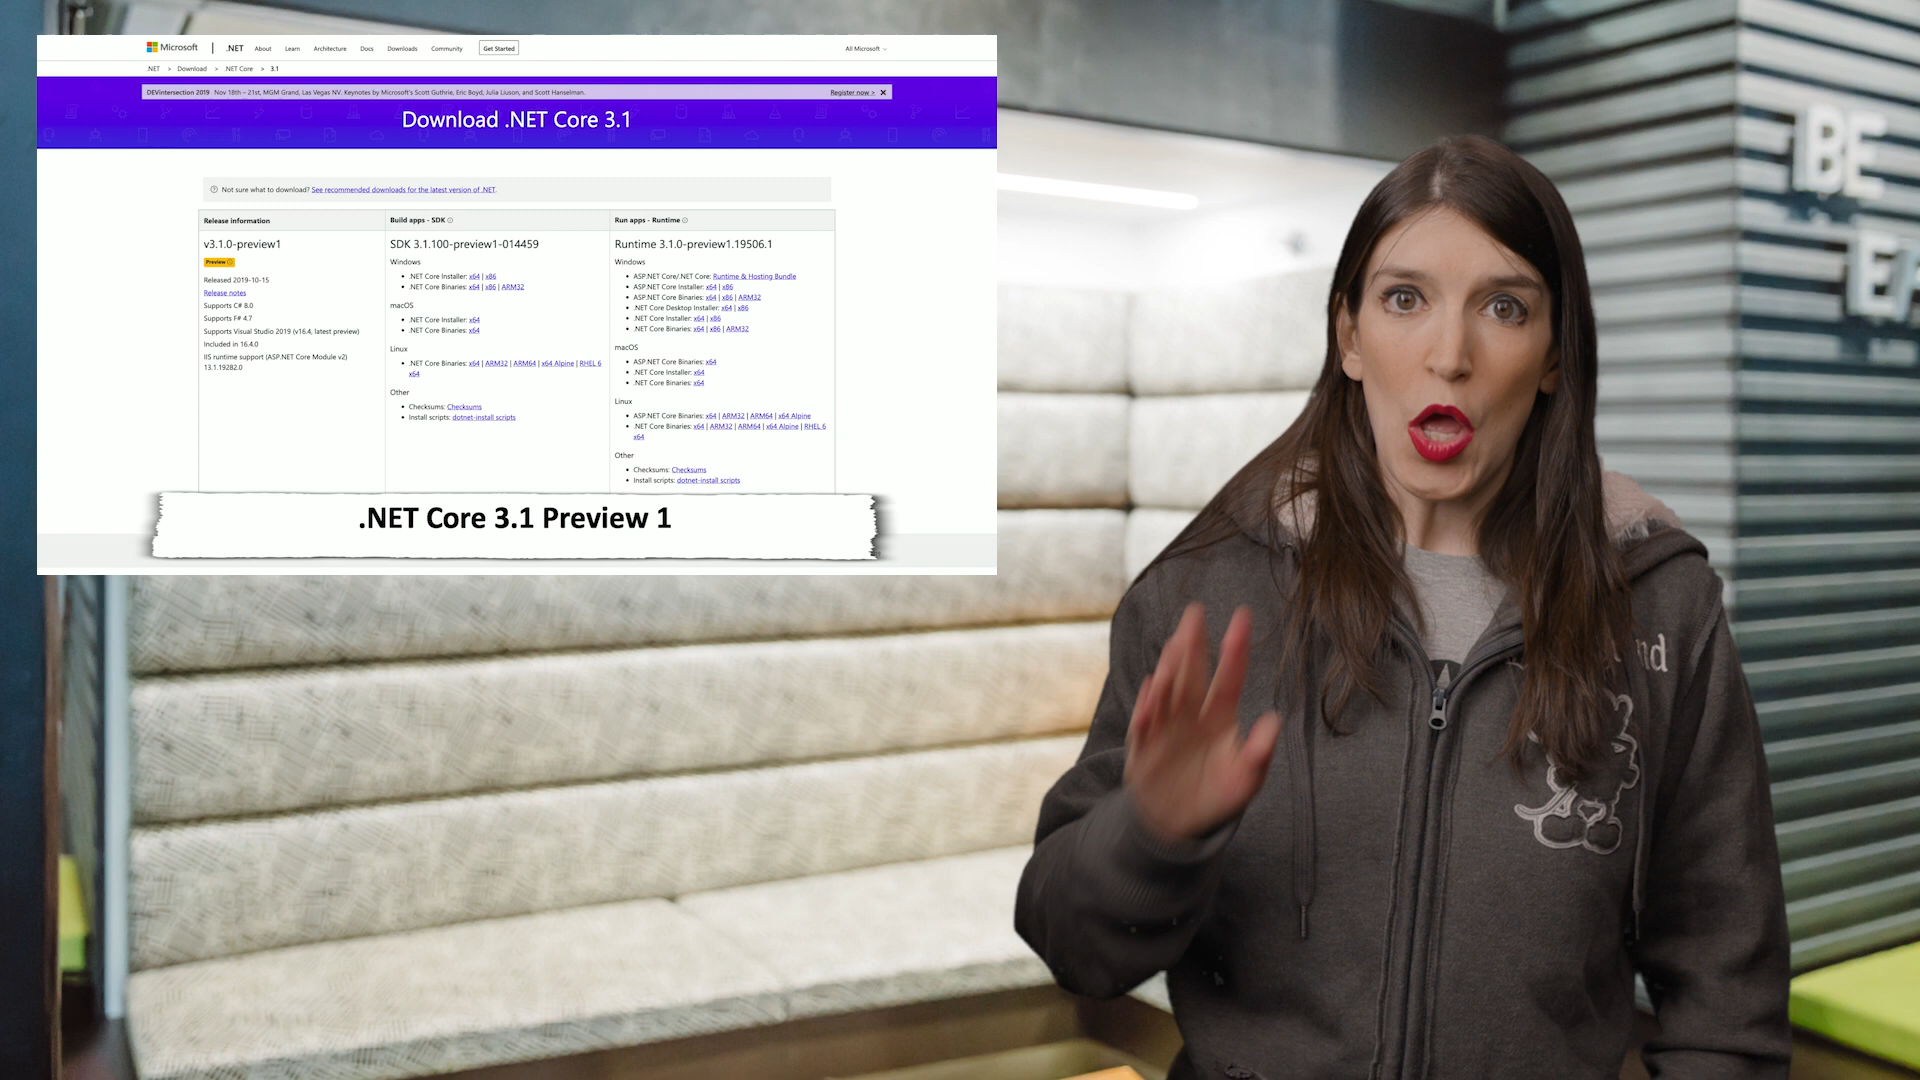 Microsoft | .NET About Learn Architecture Docs Downloads Community Get Started All Microsoft
.NET > Download > .NET Core > 3.1
DEVintersection 2019 Nov 18th – 21st, MGM Grand, Las Vegas NV. Keynotes by Microsoft's Scott Guthrie, Eric Boyd, Julia Liuson, and Scott Hanselman. Register now >
Download .NET Core 3.1
Not sure what to download? See recommended downloads for the latest version of .NET.
Release information
v3.1.0-preview1
Preview
Released 2019-10-15
Release notes
Supports C# 8.0
Supports F# 4.7
Supports Visual Studio 2019 (v16.4, latest preview)
Included in 16.4.0
IIS runtime support (ASP.NET Core Module v2)
13.1.19282.0
Build apps - SDK
SDK 3.1.100-preview1-014459
Windows
• .NET Core Installer: x64 | x86
• .NET Core Binaries: x64 | x86 | ARM32
macOS
• .NET Core Installer: x64
• .NET Core Binaries: x64
Linux
• .NET Core Binaries: x64 | ARM32 | ARM64 | x64 Alpine | RHEL 6
x64
Other
• Checksums: Checksums
• Install scripts: dotnet-install scripts
Run apps - Runtime
Runtime 3.1.0-preview1.19506.1
Windows
• ASP.NET Core/.NET Core: Runtime & Hosting Bundle
• ASP.NET Core Installer: x64 | x86
• ASP.NET Core Binaries: x64 | x86 | ARM32
• .NET Core Desktop Installer: x64 | x86
• .NET Core Installer: x64 | x86
• .NET Core Binaries: x64 | x86 | ARM32
macOS
• ASP.NET Core Binaries: x64
• .NET Core Installer: x64
• .NET Core Binaries: x64
Linux
• ASP.NET Core Binaries: x64 | ARM32 | ARM64 | x64 Alpine
• .NET Core Binaries: x64 | ARM32 | ARM64 | x64 Alpine | RHEL 6
x64
Other
• Checksums: Checksums
• Install scripts: dotnet-install scripts
.NET Core 3.1 Preview 1
BE